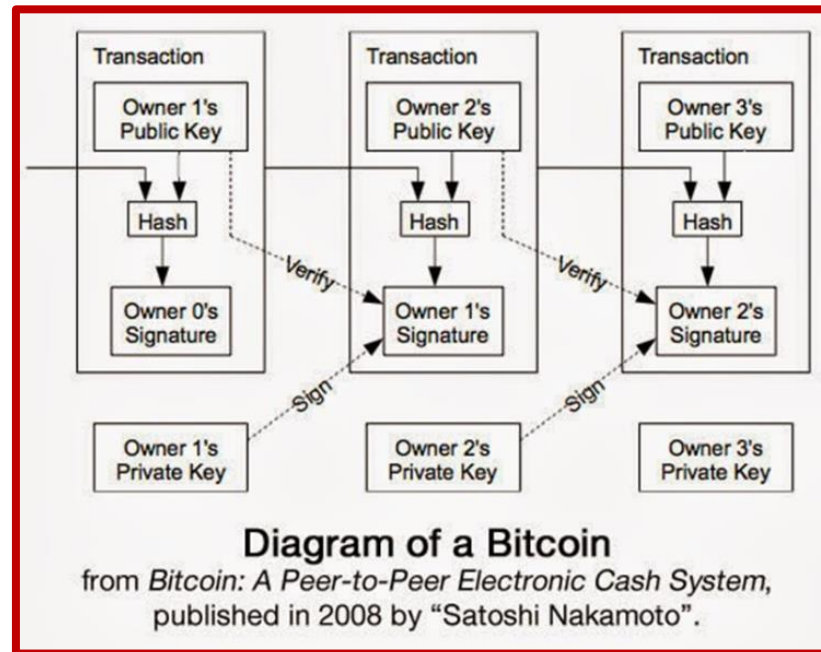 Transaction
Owner 1's
Public Key
Hash
Owner 0's
Signature
Verify
Sign
Owner 1's
Private Key
Transaction
Owner 2's
Public Key
Hash
Owner 1's
Signature
Verify
Sign
Owner 2's
Private Key
Transaction
Owner 3's
Public Key
Hash
Owner 2's
Signature
Owner 3's
Private Key
Diagram of a Bitcoin
from Bitcoin: A Peer-to-Peer Electronic Cash System,
published in 2008 by “Satoshi Nakamoto”.